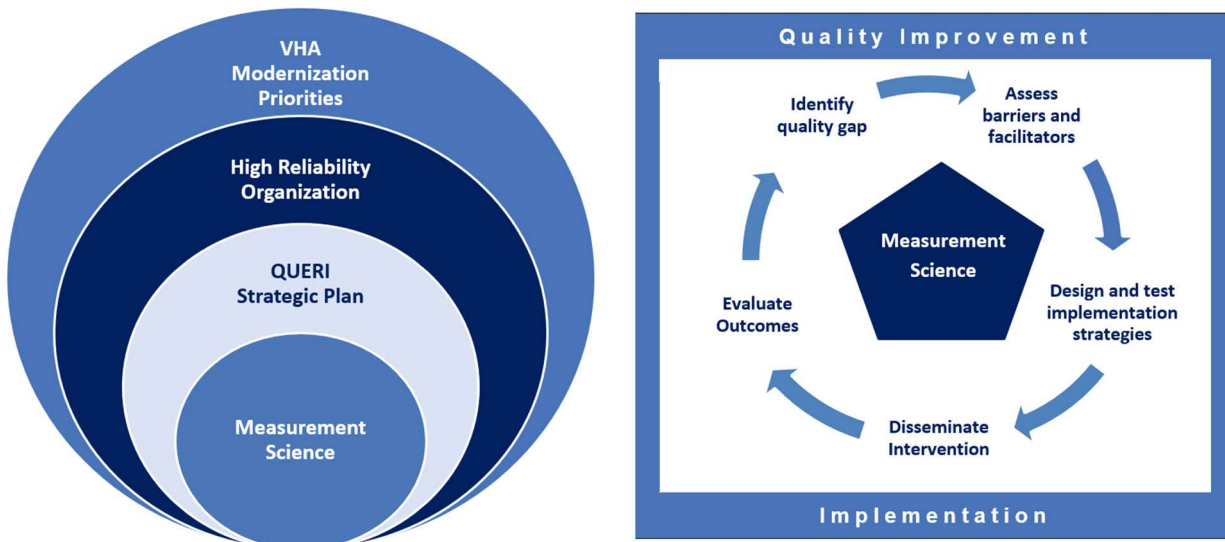 VHA
Modernization
Priorities
High Reliability
Organization
QUERI
Strategic Plan
Measurement
Science
Quality Improvement
Identify
quality gap
Assess
barriers and
facilitators
Measurement
Science
Design and test
implementation
strategies
Evaluate
Outcomes
Disseminate
Intervention
Implementation